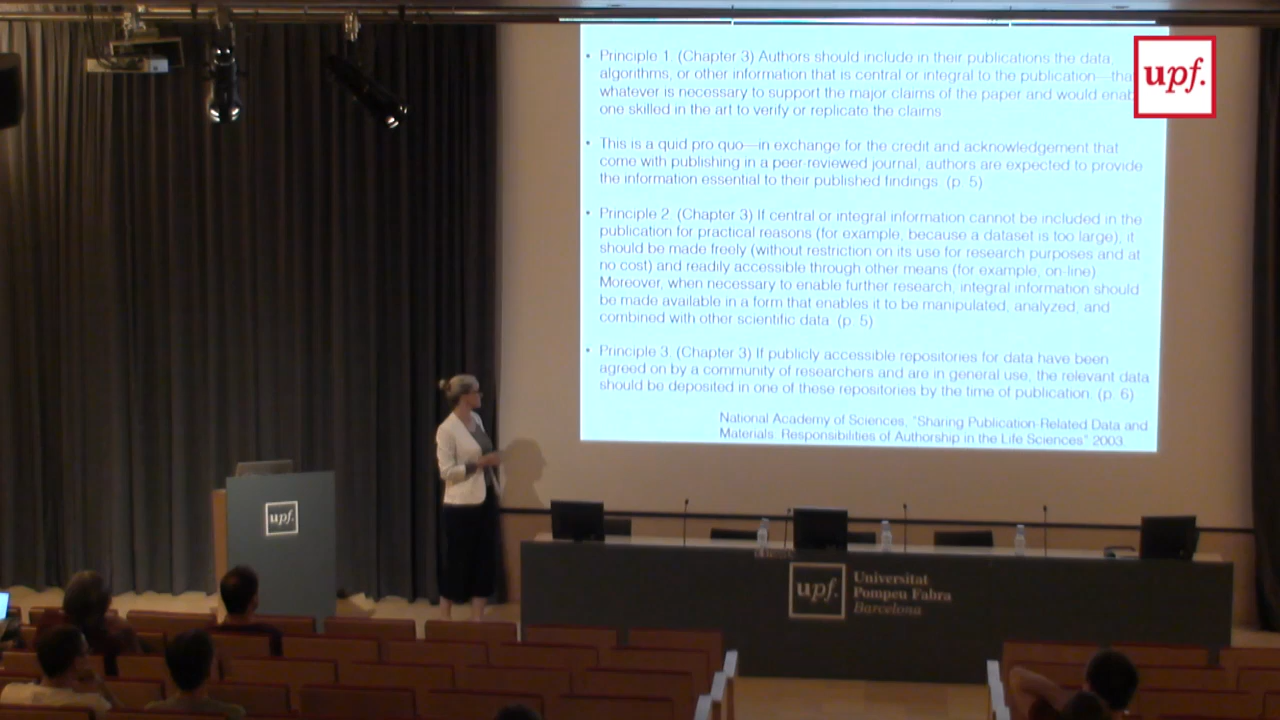 • Principle 1. (Chapter 3) Authors should include in their publications the data,
algorithms, or other information that is central or integral to the publication—tha
whatever is necessary to support the major claims of the paper and would enab
one skilled in the art to verify or replicate the claims.
• This is a quid pro quo—in exchange for the credit and acknowledgement that
come with publishing in a peer-reviewed journal, authors are expected to provide
the information essential to their published findings. (p. 5)
• Principle 2. (Chapter 3) If central or integral information cannot be included in the
publication for practical reasons (for example, because a dataset is too large), it
should be made freely (without restriction on its use for research purposes and at
no cost) and readily accessible through other means (for example, on-line).
Moreover, when necessary to enable further research, integral information should
be made available in a form that enables it to be manipulated, analyzed, and
combined with other scientific data. (p. 5)
• Principle 3. (Chapter 3) If publicly accessible repositories for data have been
agreed on by a community of researchers and are in general use, the relevant data
should be deposited in one of these repositories by the time of publication. (p. 6)
National Academy of Sciences, "Sharing Publication-Related Data and
Materials: Responsibilities of Authorship in the Life Sciences" 2003.
upf.
upf.
upf.
Universitat
Pompeu Fabra
Barcelona